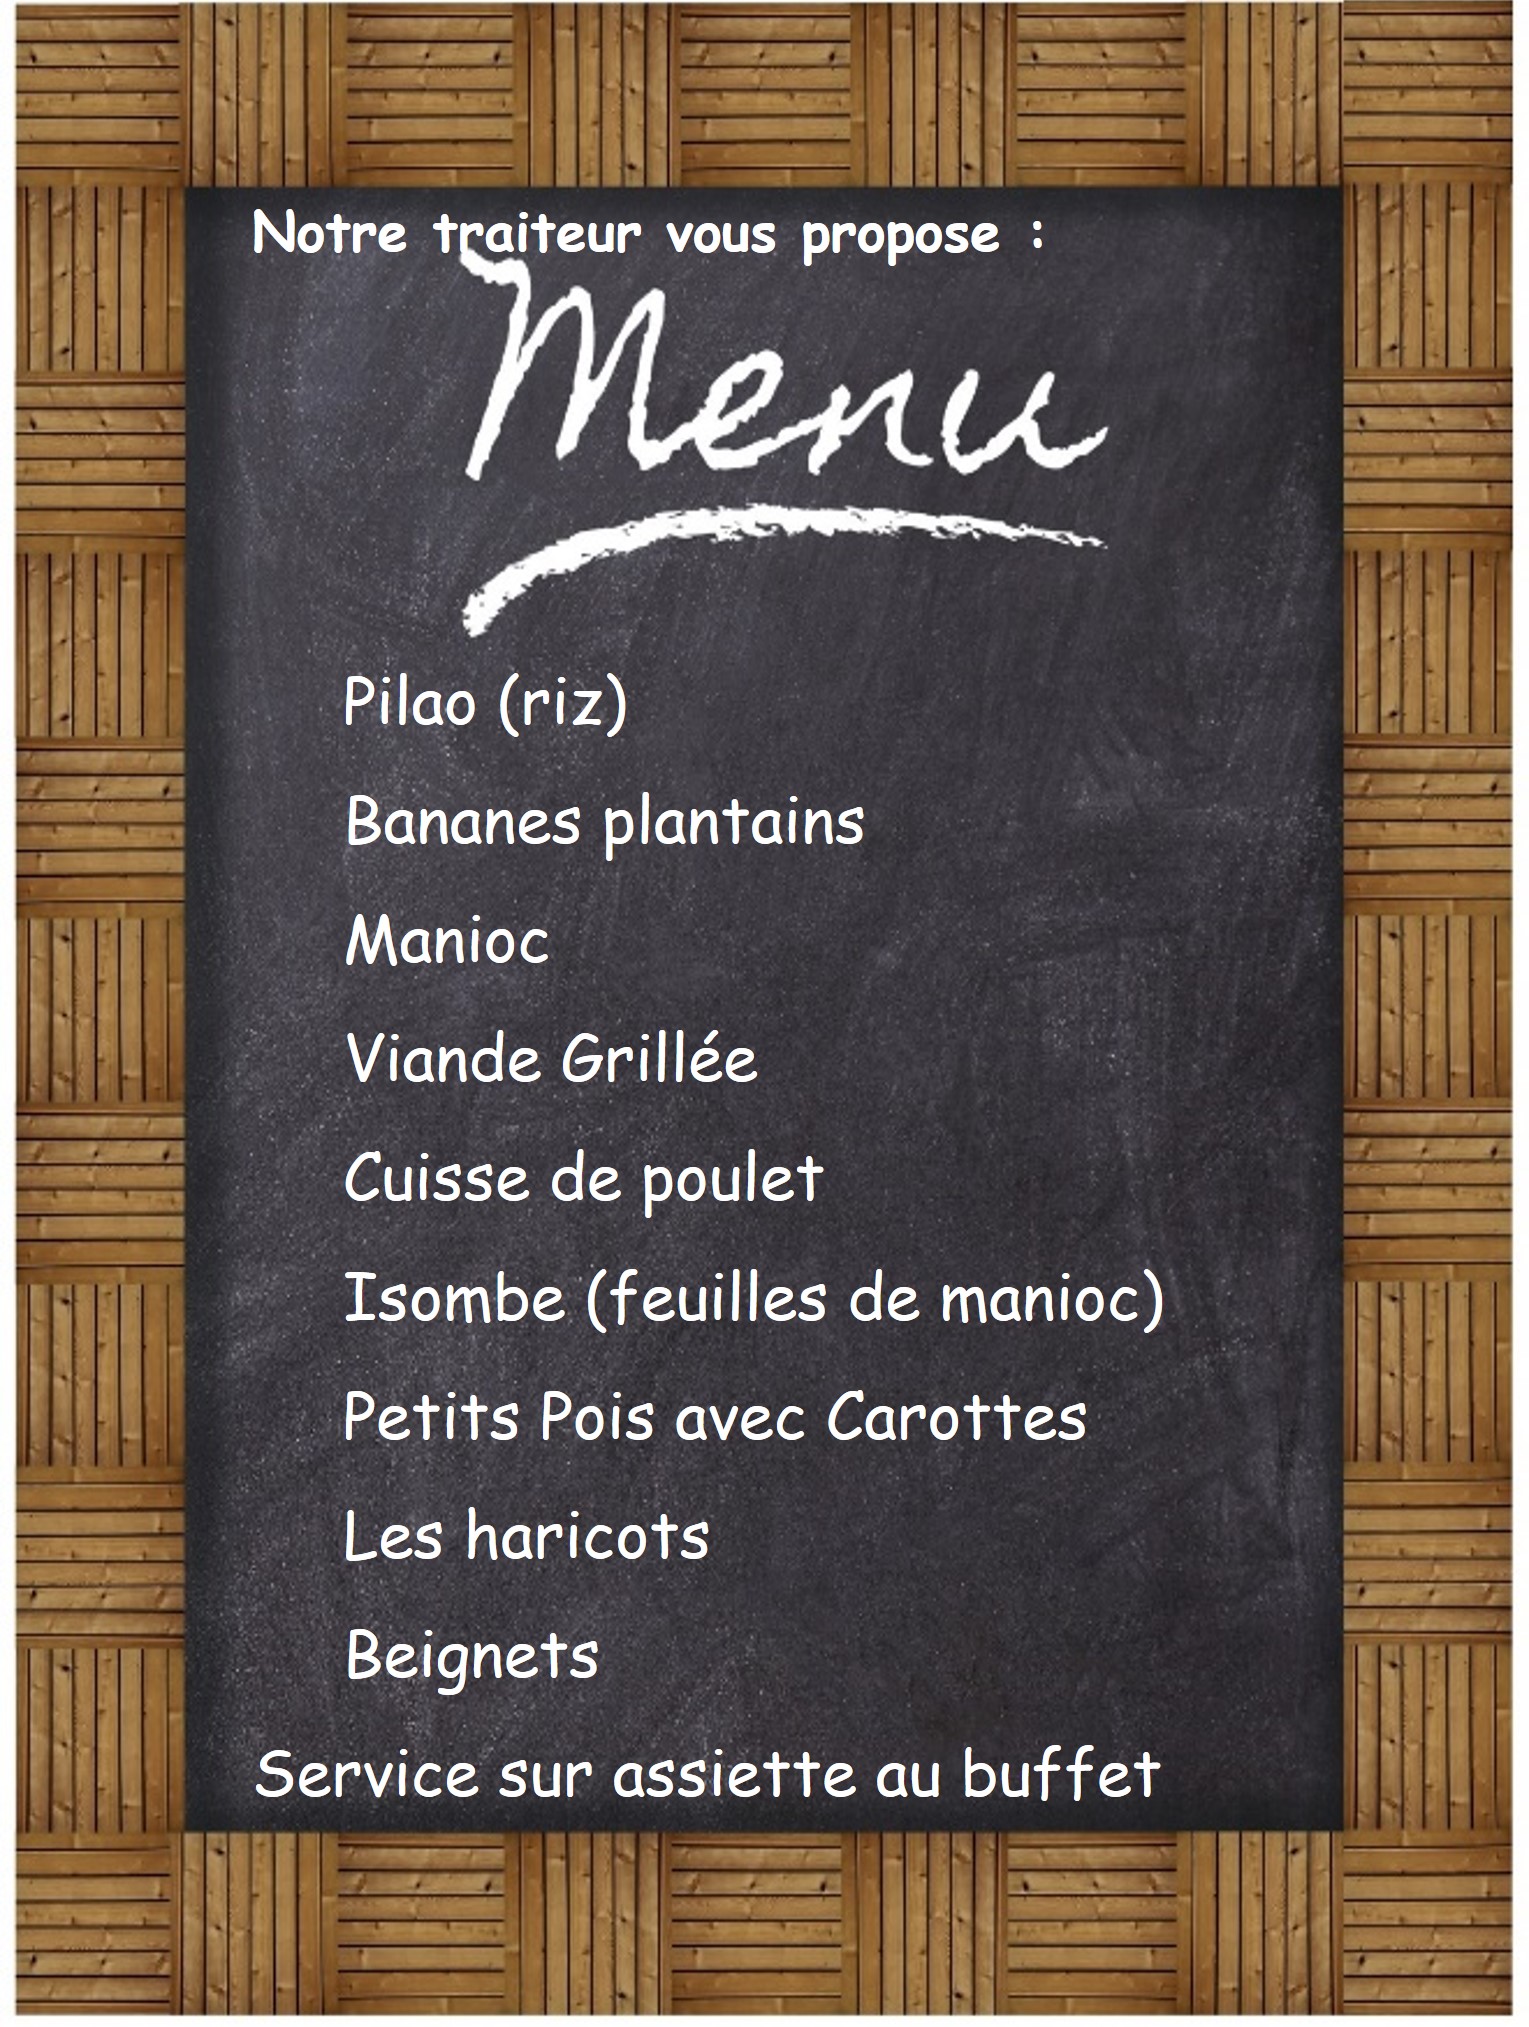 Notre traiteur vous propose :
Menu
Pilao (riz)
Bananes plantains
Manioc
Viande Grillée
Cuisse de poulet
Isombe (feuilles de manioc)
Petits Pois avec Carottes
Les haricots
Beignets
Service sur assiette au buffet